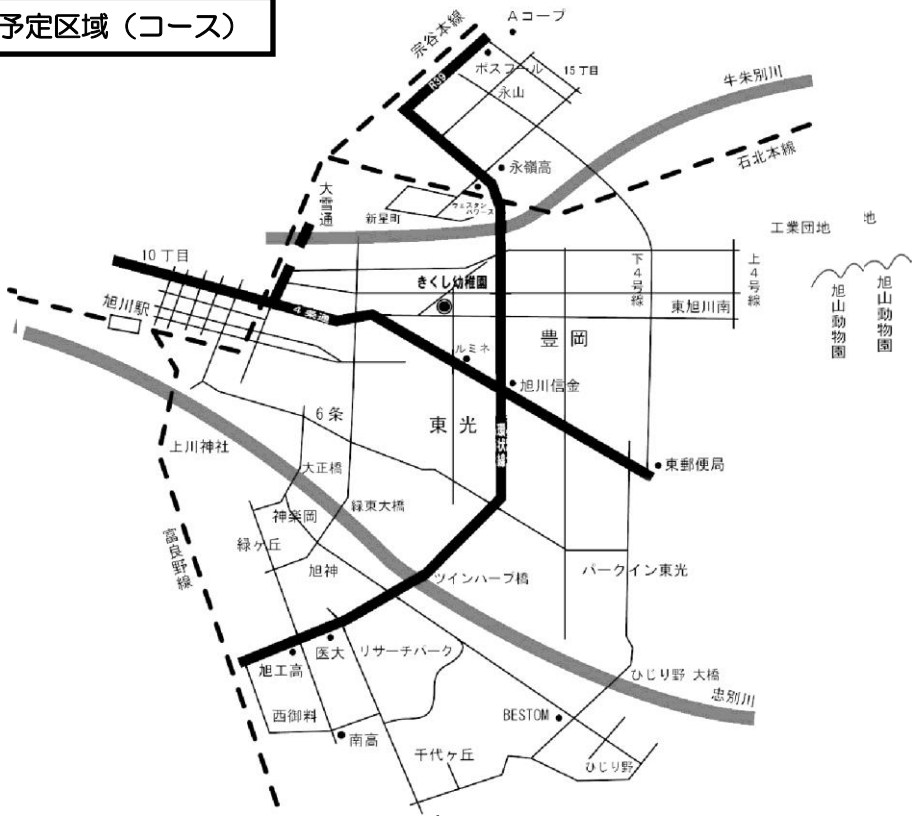 予定区域（コース）
Aコープ
宗谷本線
R39
ポスフール
15丁目
永山
牛朱別川
石北本線
永嶺高
大雪通
ウェスタン
パワーズ
新星町
工業団地
地
10丁目
きくし幼稚園
下4号線
上4号線
旭川駅
4条通
東旭川南
旭山動物園
旭山動物園
豊岡
ルミネ
旭川信金
6条
東光
環状線
上川神社
大正橋
東郵便局
神楽岡
緑東大橋
緑ヶ丘
富良野線
旭神
ツインハープ橋
パークイン東光
旭工高
医大
リサーチパーク
ひじり野 大橋
忠別川
西御料
BESTOM
南高
千代ヶ丘
ひじり野